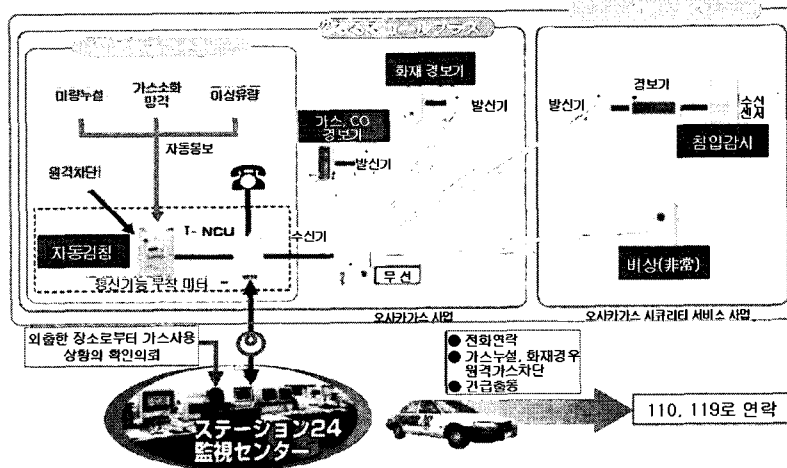 미량누설
가스소화
망각
이상유량
자동통보
원격차단
자동검침
T- NCU
통신기능 부착 미터
수신기
무선
가스, CO
경보기
발신기
화재 경보기
발신기
오사카가스 사업
발신기
경보기
수신
센서
침입감시
비상(非常)
오사카가스 시큐리티 서비스 사업
외출한 장소로부터 가스사용
상황의 확인의뢰
ステーション24
監視センター
● 전화연락
● 가스누설, 화재경우
원격가스차단
● 긴급출동
110, 119로 연락